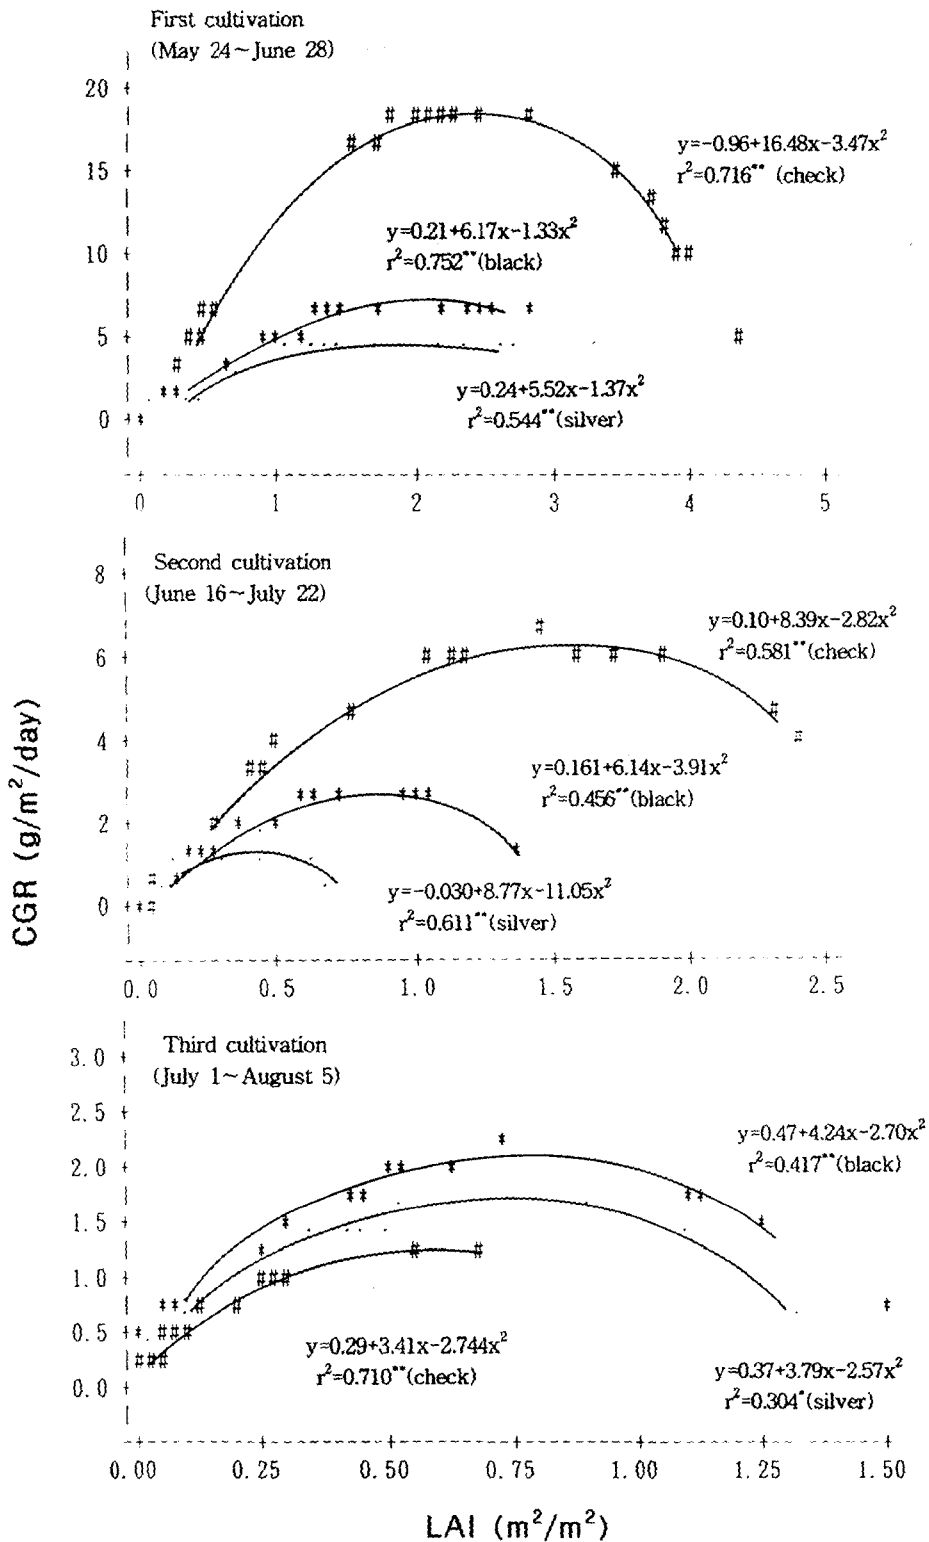 First cultivation
(May 24~June 28)
20
15
10
5
0
y=-0.96+16.48x-3.47x²
r²=0.716** (check)
y=0.21+6.17x-1.33x²
r²=0.752**(black)
y=0.24+5.52x-1.37x²
r²=0.544**(silver)
0 1 2 3 4 5
Second cultivation
(June 16~July 22)
8
6
4
2
0
y=0.10+8.39x-2.82x²
r²=0.581**(check)
y=0.161+6.14x-3.91x²
r²=0.456**(black)
y=-0.030+8.77x-11.05x²
r²=0.611**(silver)
0.0 0.5 1.0 1.5 2.0 2.5
CGR (g/m²/day)
Third cultivation
(July 1~August 5)
3.0
2.5
2.0
1.5
1.0
0.5
0.0
y=0.47+4.24x-2.70x²
r²=0.417**(black)
y=0.29+3.41x-2.744x²
r²=0.710**(check)
y=0.37+3.79x-2.57x²
r²=0.304*(silver)
0.00 0.25 0.50 0.75 1.00 1.25 1.50
LAI (m²/m²)